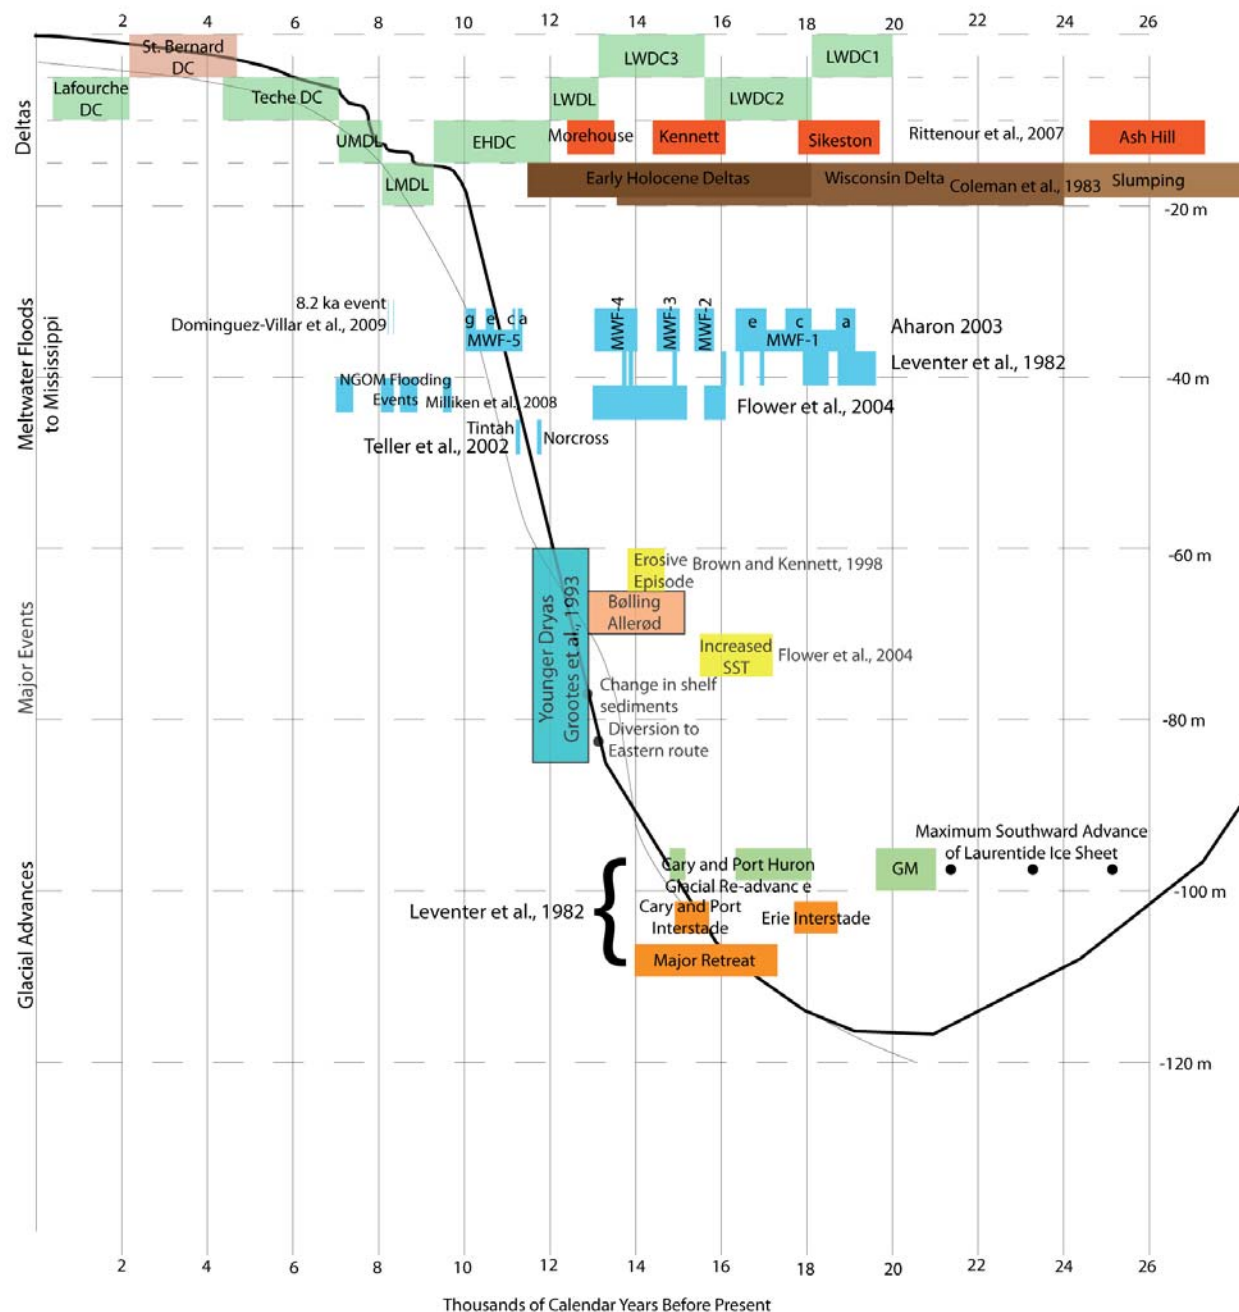 2 4 6 8 10 12 14 16 18 20 22 24 26
St. Bernard
DC
LWDC3
LWDC1
Lafourche
DC
Teche DC
LWDL
LWDC2
Deltas
UMDL
EHDC
Morehouse
Kennett
Sikeston
Rittenour et al., 2007
Ash Hill
LMDL
Early Holocene Deltas
Wisconsin Delta
Coleman et al., 1983
Slumping
-20 m
Meltwater Floods
to Mississippi
8.2 ka event
Dominguez-Villar et al., 2009
g e c a
MWF-5
MWF-4
MWF-3
MWF-2
e c a
MWF-1
Aharon 2003
Leventer et al., 1982
-40 m
NGOM Flooding
Events
Milliken et al., 2008
Flower et al., 2004
Tintah
Teller et al., 2002
Norcross
-60 m
Major Events
Younger Dryas
Grootes et al., 1993
Erosive
Episode
Brown and Kennett, 1998
Bølling
Allerød
Increased
SST
Flower et al., 2004
Change in shelf
sediments
Diversion to
Eastern route
-80 m
Glacial Advances
Maximum Southward Advance
of Laurentide Ice Sheet
Cary and Port Huron
Glacial Re-advanc e
GM
-100 m
Leventer et al., 1982
{
Cary and Port
Interstade
Erie Interstade
Major Retreat
-120 m
2 4 6 8 10 12 14 16 18 20 22 24 26
Thousands of Calendar Years Before Present